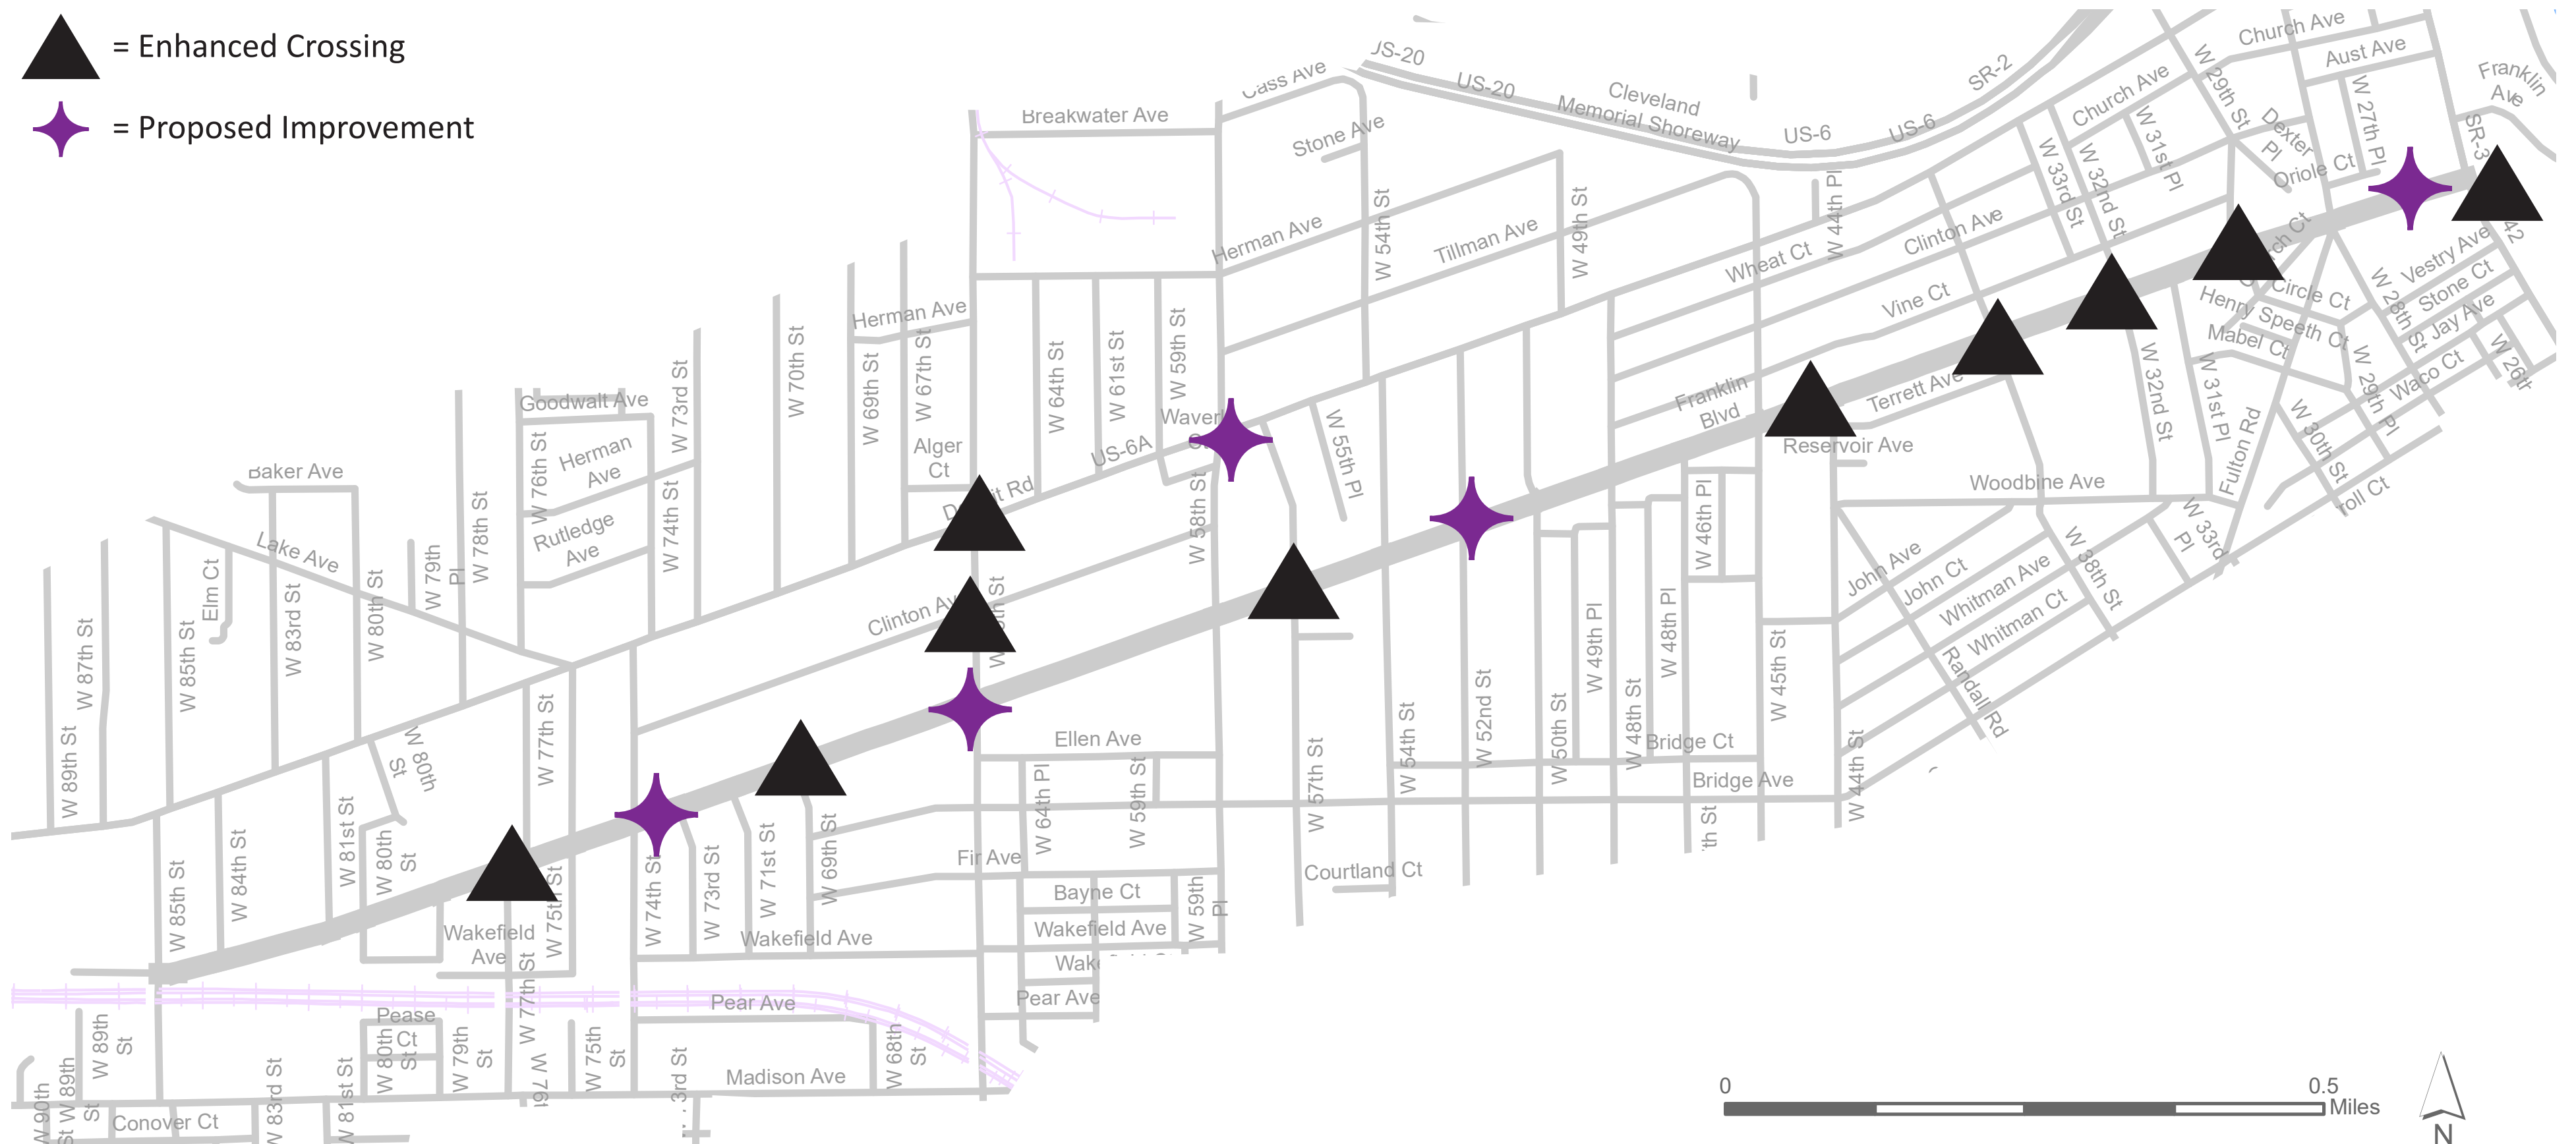 = Enhanced Crossing
= Proposed Improvement
Breakwater Ave
Cass Ave
Stone Ave
US-20
US-20
Cleveland
Memorial Shoreway
US-6
US-6
SR-2
Church Ave
Aust Ave
Church Ave
Franklin
Ave
W 29th St
W 27th Pl
Dexter
Pl
Oriole Ct
SR-3
42
W 31st Pl
W 32nd St
W 33rd St
W 44th Pl
W 54th St
W 49th St
Herman Ave
Tillman Ave
Wheat Ct
Clinton Ave
Vine Ct
Franklin
Blvd
Terrett Ave
Reservoir Ave
Woodbine Ave
Circle Ct
Henry Speeth Ct
Mabel Ct
Vestry Ave
Stone Ct
Jay Ave
Waco Ct
W 28th St
W 29th Pl
W 30th St
W 31st Pl
W 32nd St
Fulton Rd
W 33rd
Pl
W 38th St
John Ave
John Ct
Whitman Ave
Whitman Ct
Randall Rd
W 44th St
W 45th St
W 46th Pl
W 48th Pl
W 48th St
W 49th Pl
W 50th St
W 52nd St
W 54th St
W 55th Pl
W 57th St
W 58th St
Bridge Ct
Bridge Ave
Courtland Ct
Herman Ave
W 59th St
W 61st St
W 64th St
W 67th St
W 69th St
W 70th St
W 73rd St
W 74th St
Alger
Ct
US-6A
Clinton
Goodwalt Ave
W 76th St
Herman
Ave
Rutledge
Ave
Baker Ave
Lake Ave
Elm Ct
W 78th St
W 79th
Pl
W 80th St
W 83rd St
W 85th St
W 87th St
W 89th St
W 80th
St
W 77th St
W 81st St
W 80th
St
W 84th St
W 85th St
Wakefield
Ave
W 75th St
W 74th St
W 73rd St
W 71st St
W 69th St
Wakefield Ave
Ellen Ave
W 64th Pl
W 59th St
Fir Ave
Bayne Ct
Wakefield Ave
W 59th
Pl
Pear Ave
Pear Ave
W 77th St
Pease
Ct
W 80th
St
W 79th
St
W 75th
St
W 68th
St
Madison Ave
W 89th
St
W 89th
St
W 90th
St
W 83rd St
W 81st St
Conover Ct
0
0.5
Miles
N